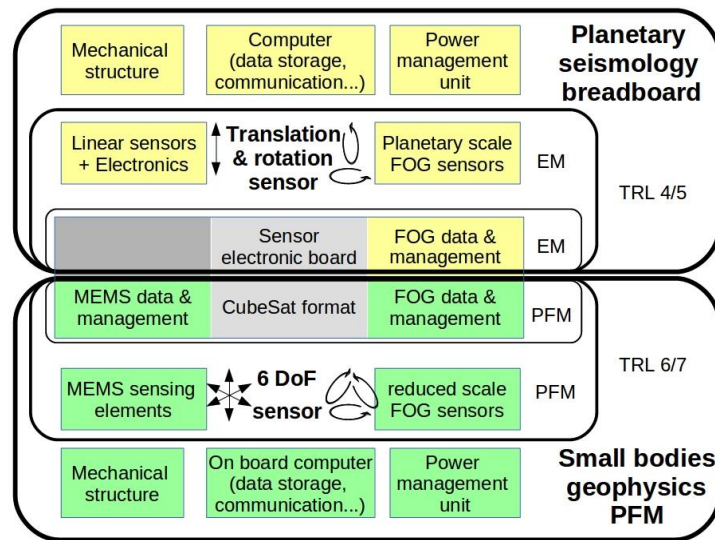 Mechanical
structure
Computer
(data storage,
communication...)
Power
management
unit
Planetary
seismology
breadboard
Linear sensors
+ Electronics
Translation
& rotation
sensor
Planetary scale
FOG sensors
EM
TRL 4/5
Sensor
electronic board
FOG data &
management
EM
MEMS data &
management
CubeSat format
FOG data &
management
PFM
TRL 6/7
MEMS sensing
elements
6 DoF
sensor
reduced scale
FOG sensors
PFM
Mechanical
structure
On board computer
(data storage,
communication...)
Power
management
unit
Small bodies
geophysics
PFM